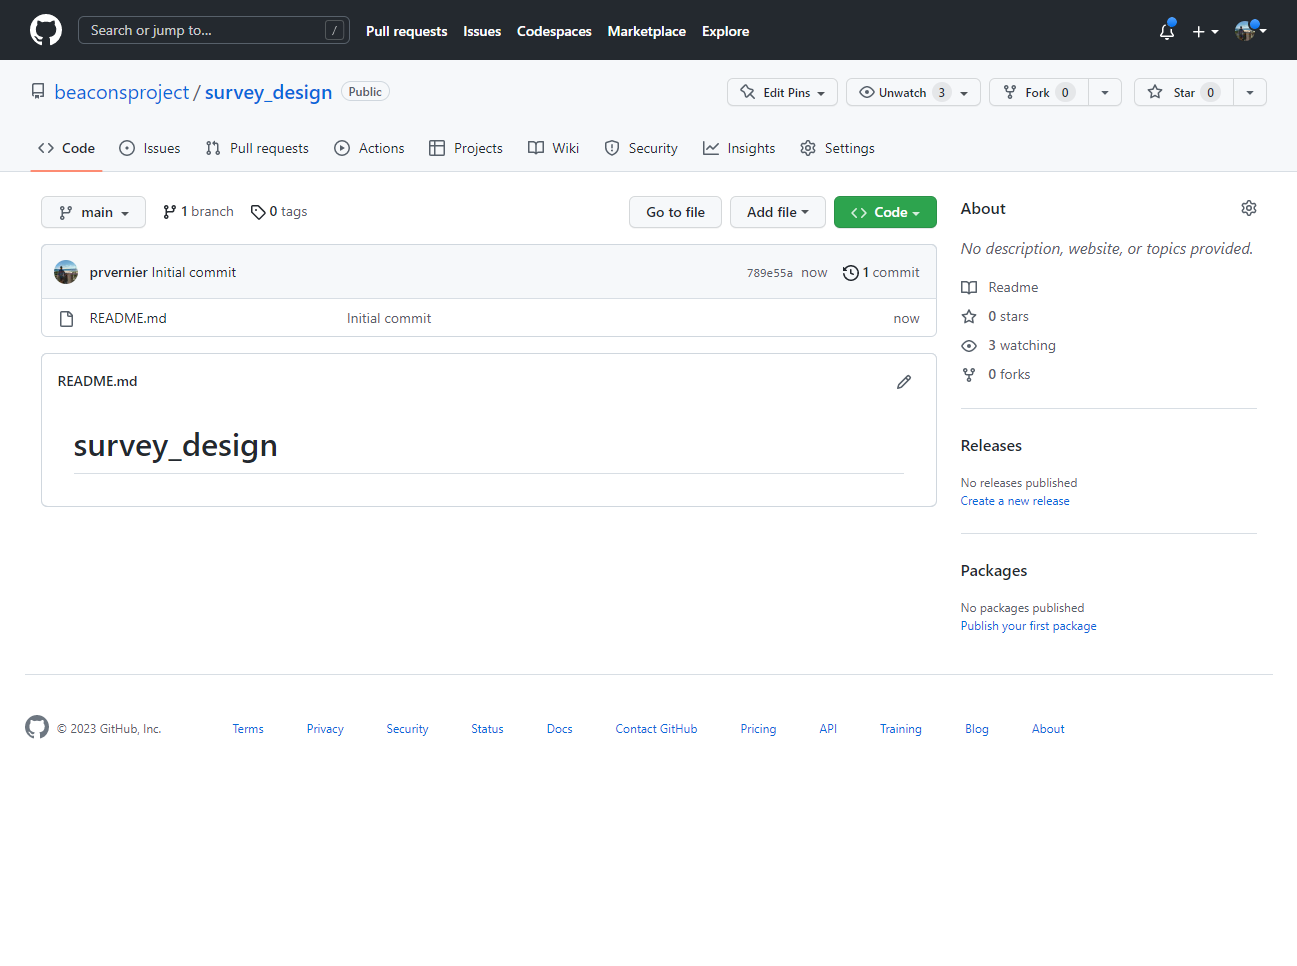 Search or jump to... / Pull requests Issues Codespaces Marketplace Explore
beaconsproject / survey_design Public Edit Pins Unwatch 3 Fork 0 Star 0
Code Issues Pull requests Actions Projects Wiki Security Insights Settings
main 1 branch 0 tags Go to file Add file Code
About
No description, website, or topics provided.
prvernier Initial commit 789e55a now 1 commit
README.md Initial commit now
Readme
0 stars
3 watching
0 forks
README.md
survey_design
Releases
No releases published
Create a new release
Packages
No packages published
Publish your first package
© 2023 GitHub, Inc. Terms Privacy Security Status Docs Contact GitHub Pricing API Training Blog About